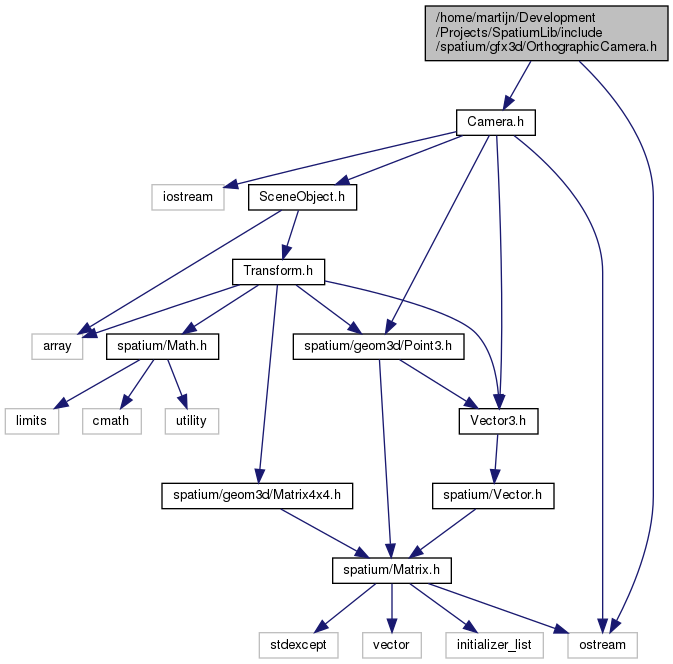 /home/martijn/Development
/Projects/SpatiumLib/include
/spatium/gfx3d/OrthographicCamera.h
Camera.h
iostream
SceneObject.h
Transform.h
array
spatium/Math.h
spatium/geom3d/Point3.h
limits
cmath
utility
Vector3.h
spatium/geom3d/Matrix4x4.h
spatium/Vector.h
spatium/Matrix.h
stdexcept
vector
initializer_list
ostream